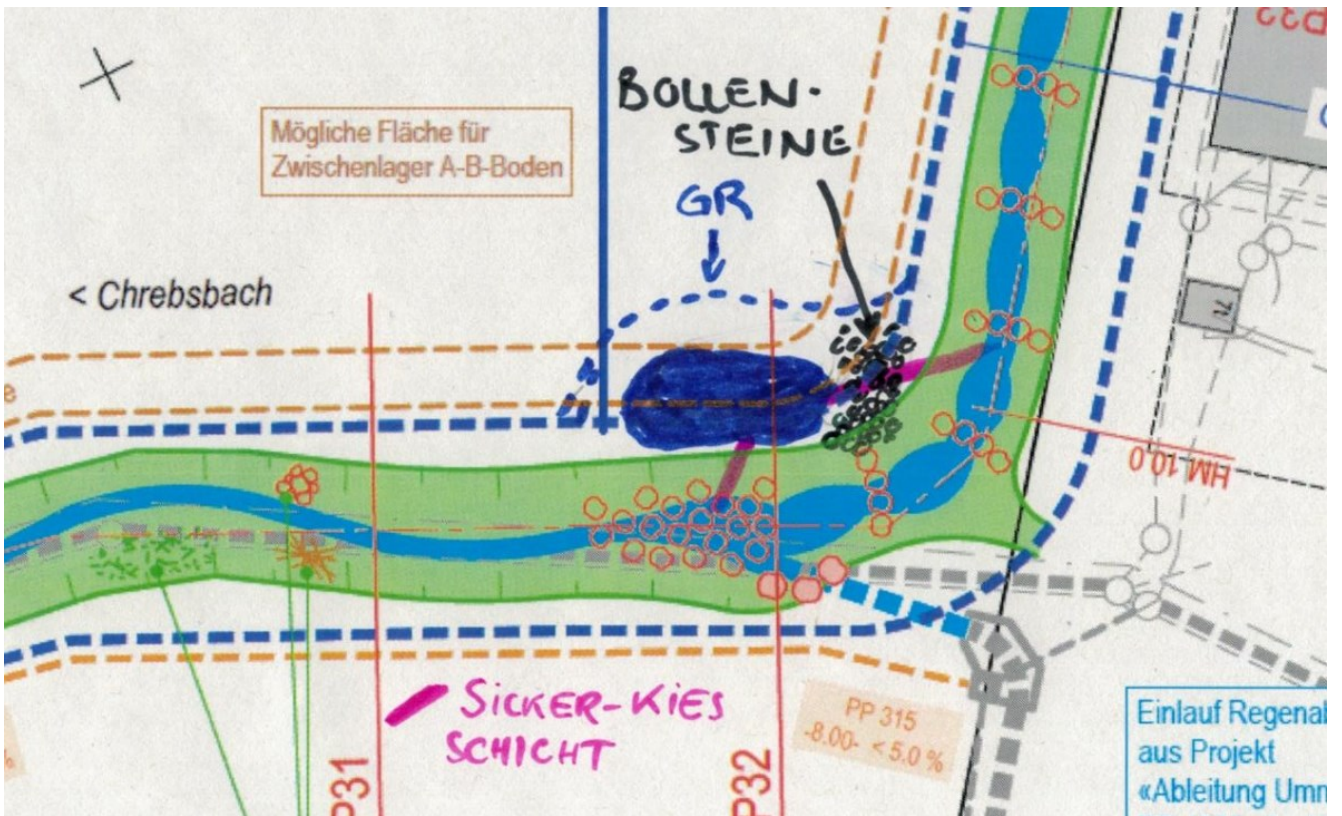 BOLLEN-
STEINE
Mögliche Fläche für
Zwischenlager A-B-Boden
GR
< Chrebsbach
HM 10.0
SICKER-KIES
SCHICHT
PP 315
-8.00- < 5.0 %
P31
P32
Einlauf Regenab
aus Projekt
«Ableitung Umn